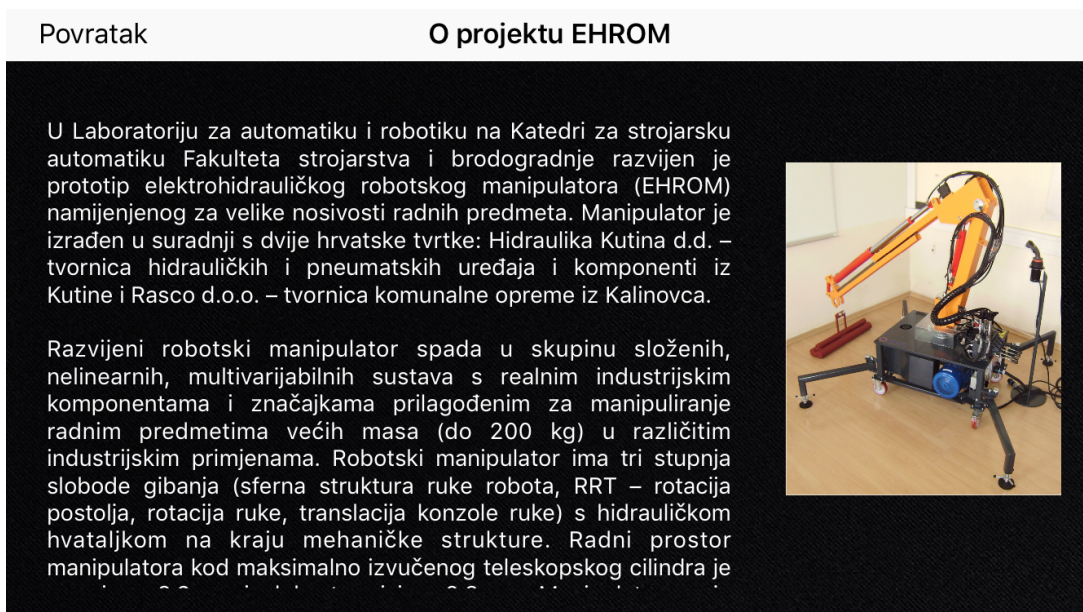 Povratak
O projektu EHROM
U Laboratoriju za automatiku i robotiku na Katedri za strojarsku
automatiku Fakulteta strojarstva i brodogradnje razvijen je
prototip elektrohidrauličkog robotskog manipulatora (EHROM)
namijenjenog za velike nosivosti radnih predmeta. Manipulator je
izrađen u suradnji s dvije hrvatske tvrtke: Hidraulika Kutina d.d. –
tvornica hidrauličkih i pneumatskih uređaja i komponenti iz
Kutine i Rasco d.o.o. – tvornica komunalne opreme iz Kalinovca.
Razvijeni robotski manipulator spada u skupinu složenih,
nelinearnih, multivarijabilnih sustava s realnim industrijskim
komponentama i značajkama prilagođenim za manipuliranje
radnim predmetima većih masa (do 200 kg) u različitim
industrijskim primjenama. Robotski manipulator ima tri stupnja
slobode gibanja (sferna struktura ruke robota, RRT – rotacija
postolja, rotacija ruke, translacija konzole ruke) s hidrauličkom
hvataljkom na kraju mehaničke strukture. Radni prostor
manipulatora kod maksimalno izvučenog teleskopskog cilindra je